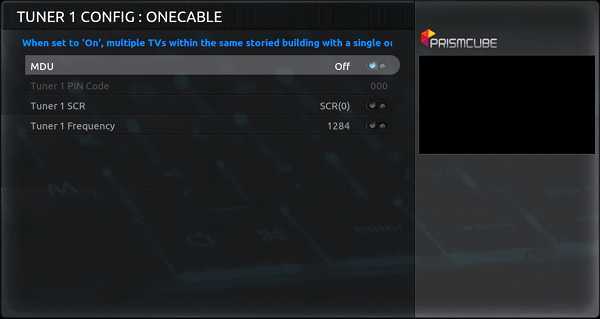 TUNER 1 CONFIG : ONECABLE
When set to 'On', multiple TVs within the same storied building with a single
PRISMCUBE
MDU Off
Tuner 1 PIN Code 000
Tuner 1 SCR SCR(0)
Tuner 1 Frequency 1284